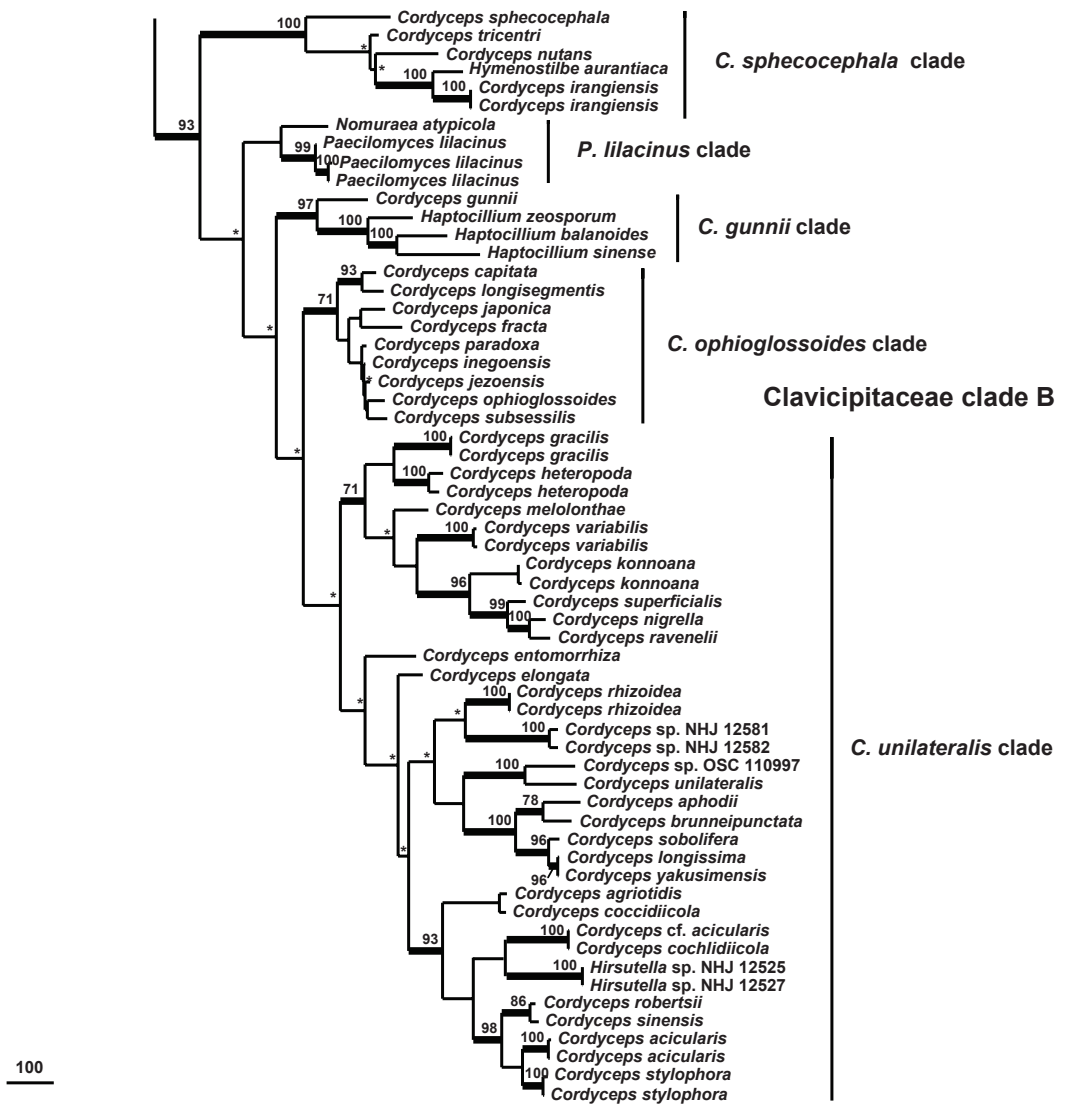 100
Cordyceps sphecocephala
Cordyceps tricentri
*
Cordyceps nutans
*
Hymenostilbe aurantiaca
100
Cordyceps irangiensis
100
Cordyceps irangiensis
C. sphecocephala clade
93
Nomuraea atypicola
Paecilomyces lilacinus
99
Paecilomyces lilacinus
100
Paecilomyces lilacinus
P. lilacinus clade
*
Cordyceps gunnii
97
Haptocillium zeosporum
100
Haptocillium balanoides
100
Haptocillium sinense
C. gunnii clade
*
Cordyceps capitata
93
Cordyceps longisegmentis
71
Cordyceps japonica
Cordyceps fracta
Cordyceps paradoxa
Cordyceps inegoensis
*
Cordyceps jezoensis
Cordyceps ophioglossoides
Cordyceps subsessilis
C. ophioglossoides clade
Clavicipitaceae clade B
*
Cordyceps gracilis
100
Cordyceps gracilis
Cordyceps heteropoda
100
Cordyceps heteropoda
71
Cordyceps melolonthae
*
Cordyceps variabilis
100
Cordyceps variabilis
Cordyceps konnoana
Cordyceps konnoana
96
Cordyceps superficialis
99
Cordyceps nigrella
100
Cordyceps ravenelii
*
Cordyceps entomorrhiza
*
Cordyceps elongata
*
Cordyceps rhizoidea
100
Cordyceps rhizoidea
*
Cordyceps sp. NHJ 12581
100
Cordyceps sp. NHJ 12582
*
Cordyceps sp. OSC 110997
100
Cordyceps unilateralis
Cordyceps aphodii
78
Cordyceps brunneipunctata
100
Cordyceps sobolifera
96
Cordyceps longissima
Cordyceps yakusimensis
96
*
Cordyceps agriotidis
Cordyceps coccidiicola
93
Cordyceps cf. acicularis
100
Cordyceps cochlidiicola
Hirsutella sp. NHJ 12525
100
Hirsutella sp. NHJ 12527
Cordyceps robertsii
86
Cordyceps sinensis
98
Cordyceps acicularis
100
Cordyceps acicularis
Cordyceps stylophora
100
Cordyceps stylophora
C. unilateralis clade
100